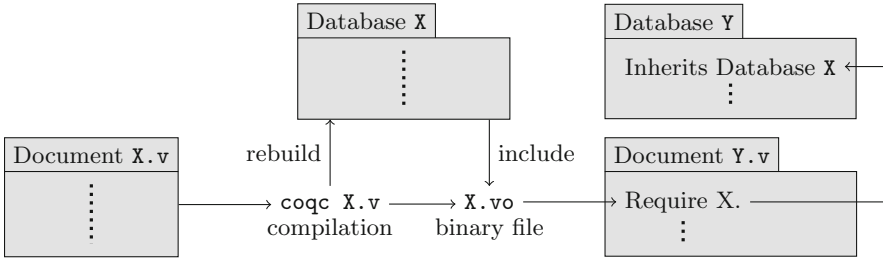 Database X
Database Y
Inherits Database X
Document X.v
rebuild
include
Document Y.v
coqc X.v
compilation
X.vo
binary file
Require X.